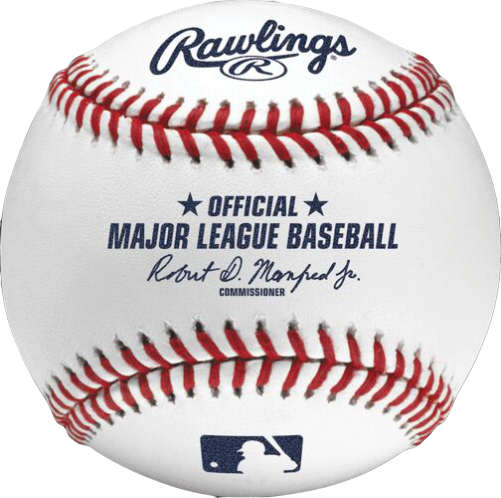 Rawlings
R
★ OFFICIAL ★
MAJOR LEAGUE BASEBALL
Robert D. Manfred Jr.
COMMISSIONER